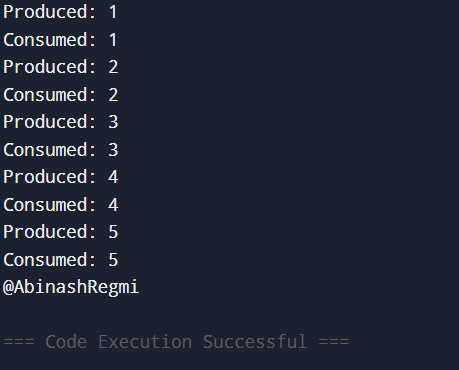 Produced: 1
Consumed: 1
Produced: 2
Consumed: 2
Produced: 3
Consumed: 3
Produced: 4
Consumed: 4
Produced: 5
Consumed: 5
@AbinashRegmi
=== Code Execution Successful ===